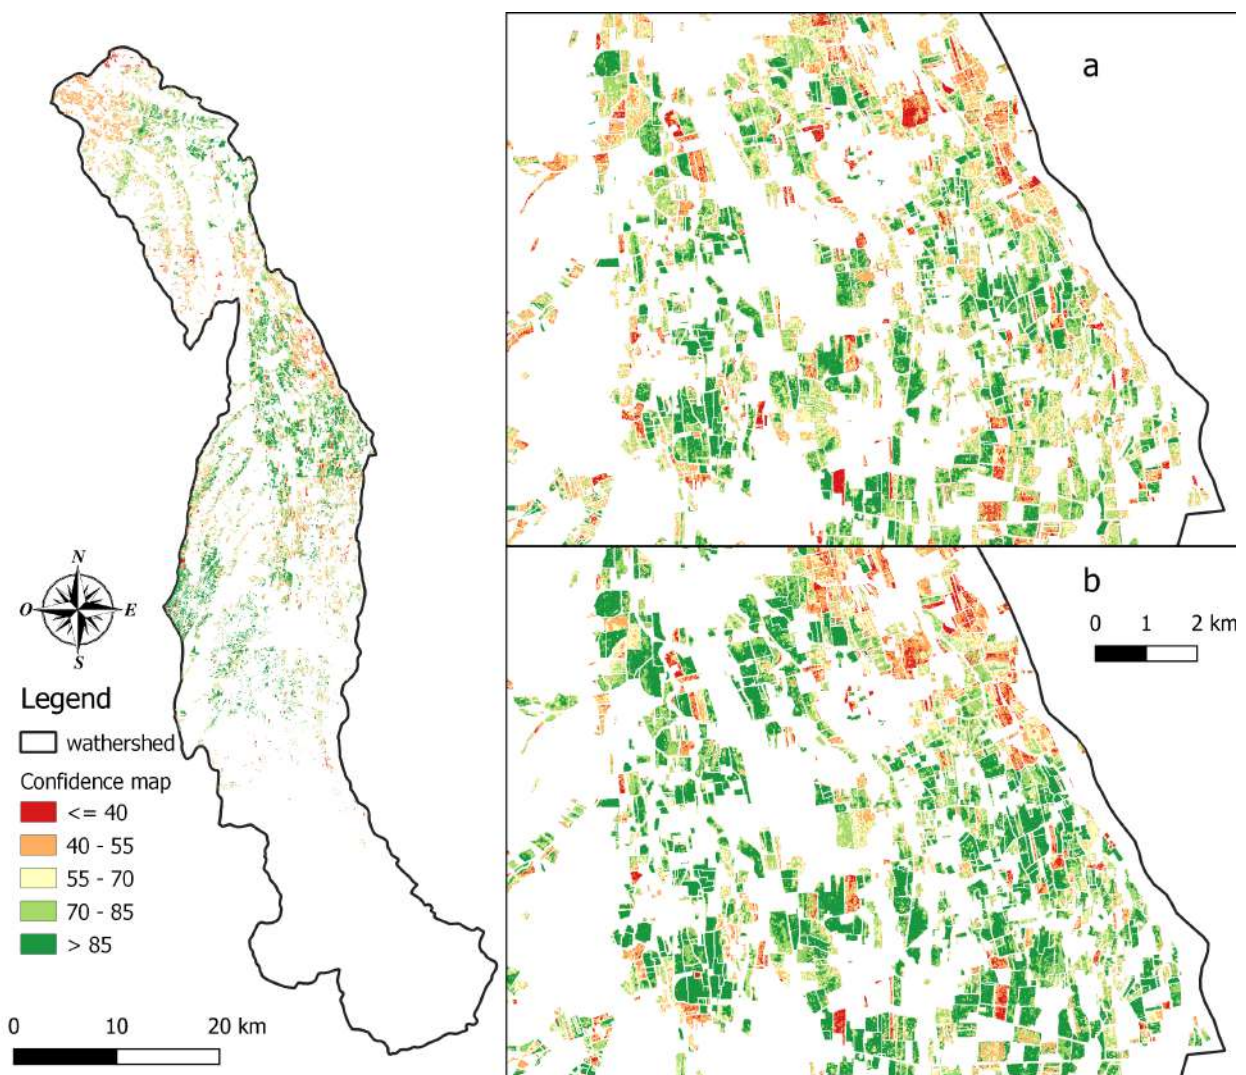 a
b
0 1 2 km
N
O E
S
Legend
wathershed
Confidence map
<= 40
40 - 55
55 - 70
70 - 85
> 85
0 10 20 km